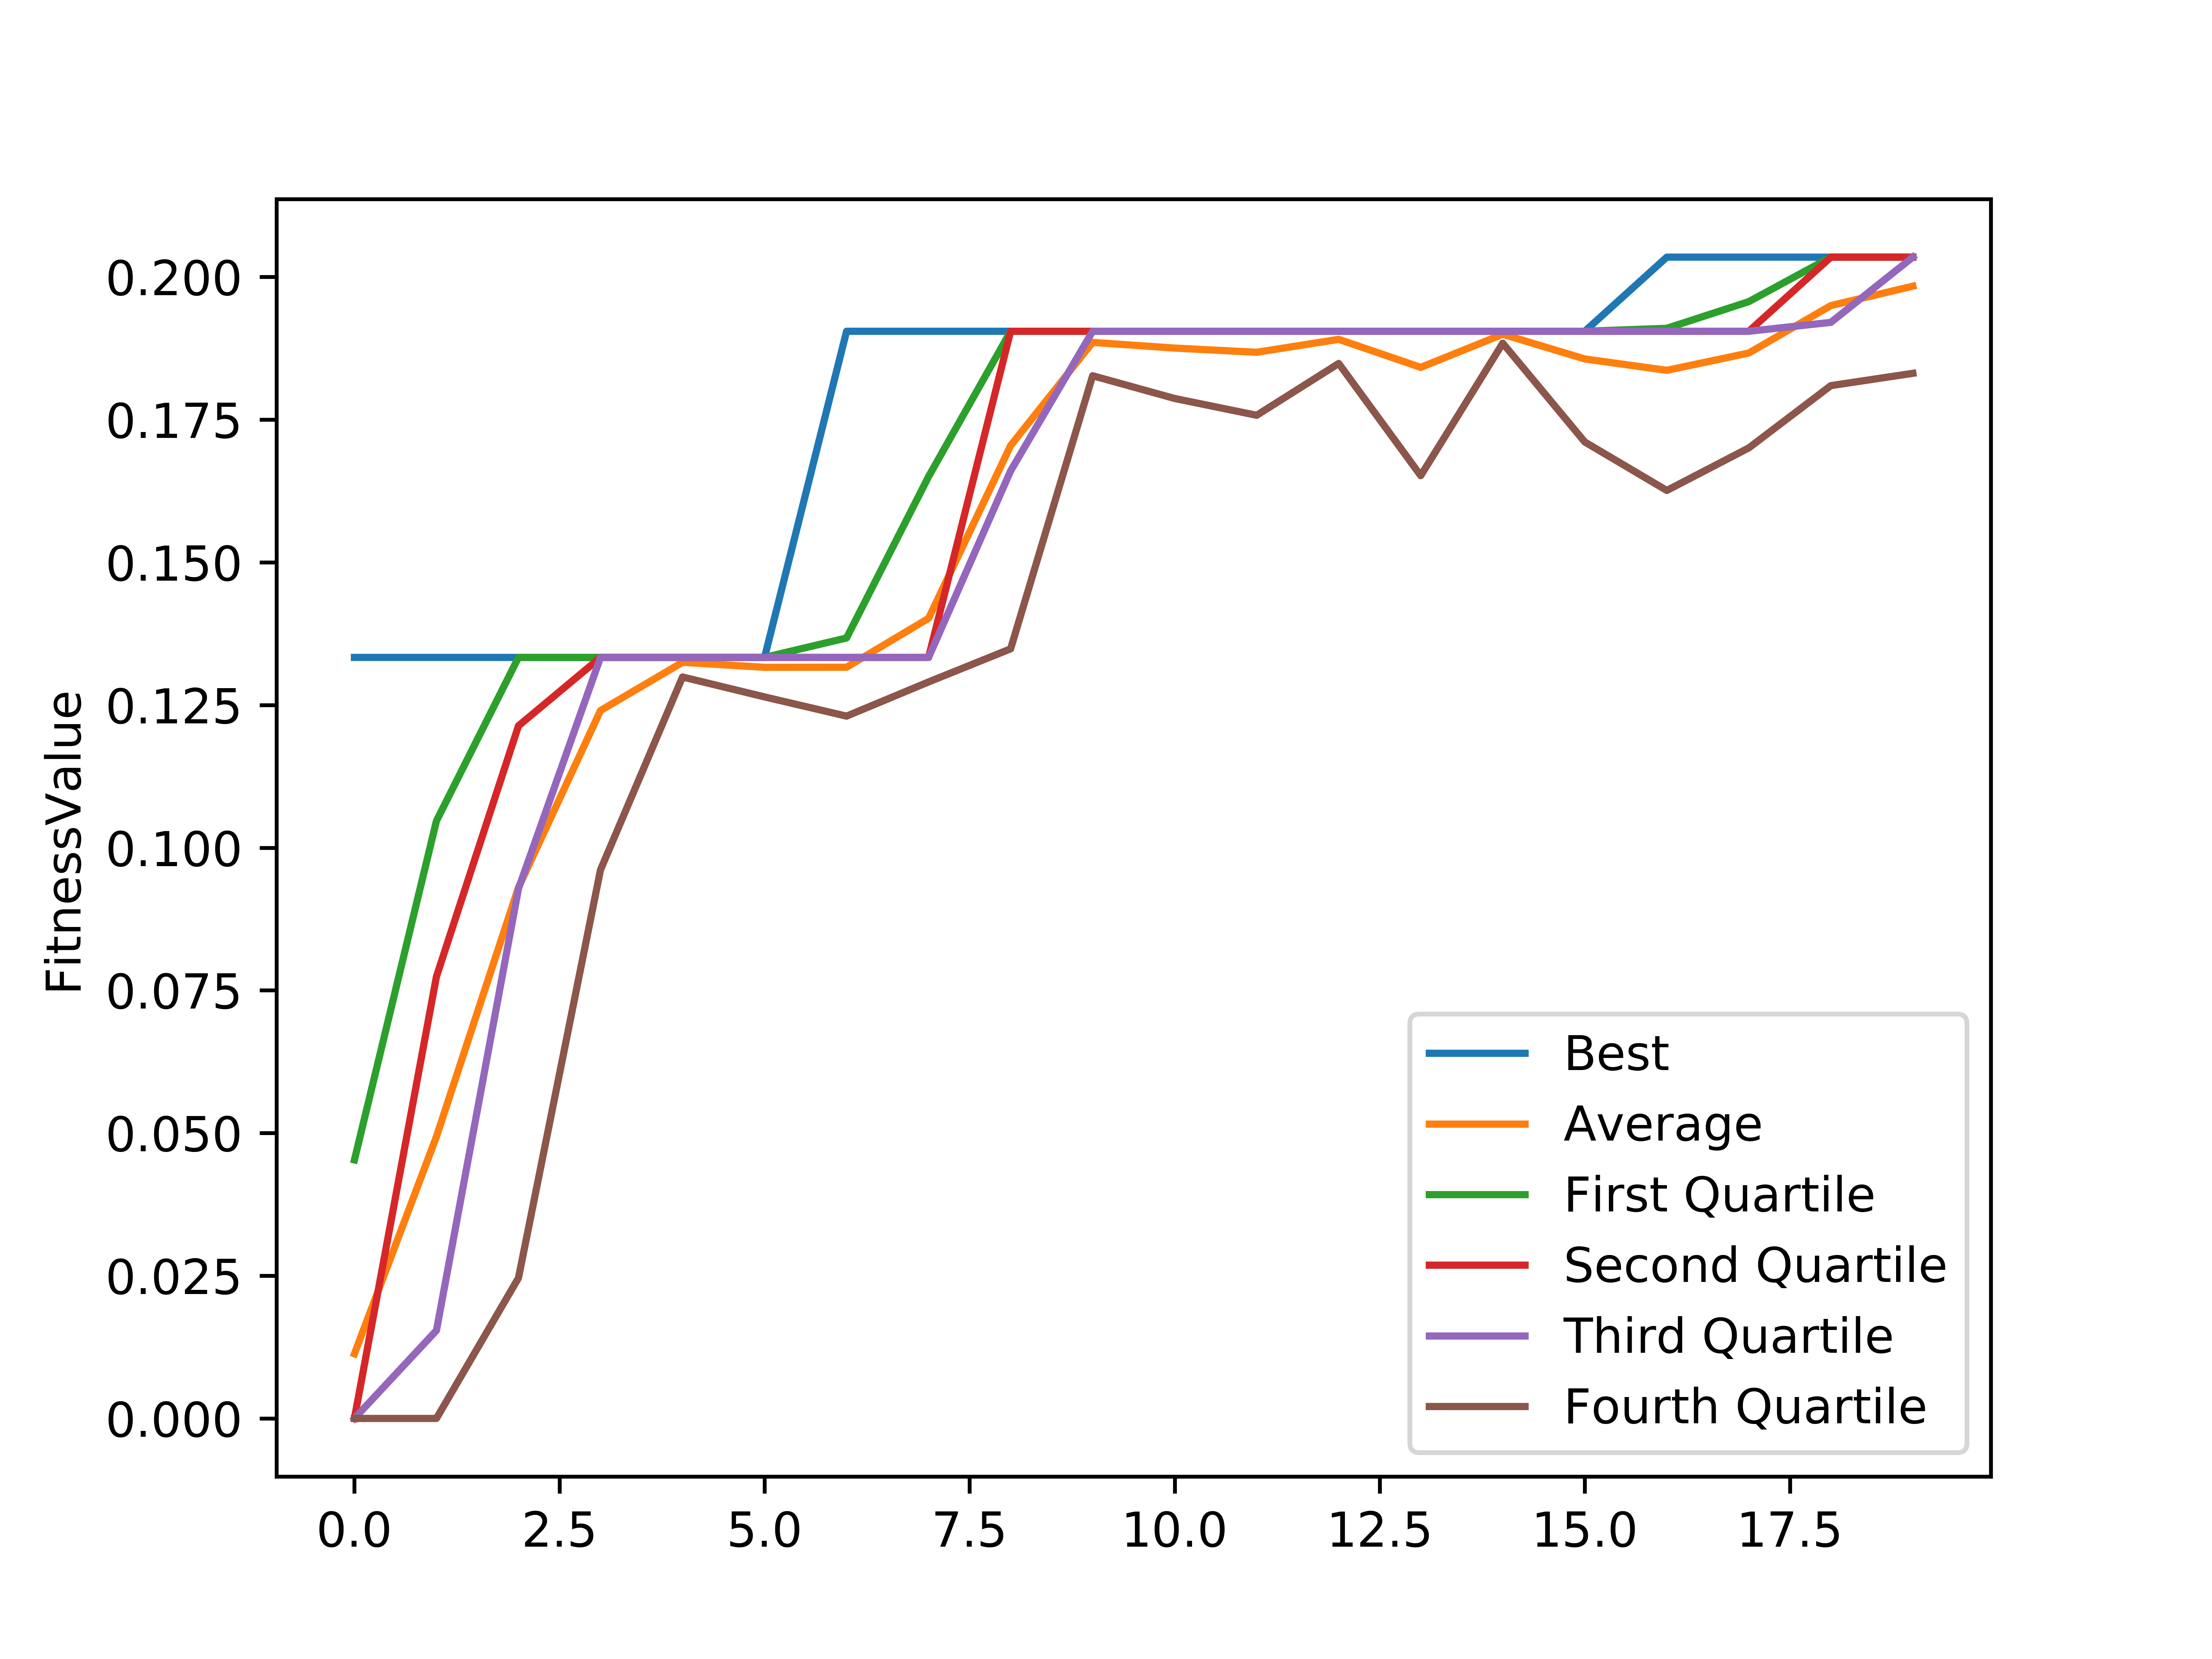 FitnessValue
0.200
0.175
0.150
0.125
0.100
0.075
0.050
0.025
0.000
0.0 2.5 5.0 7.5 10.0 12.5 15.0 17.5
Best
Average
First Quartile
Second Quartile
Third Quartile
Fourth Quartile